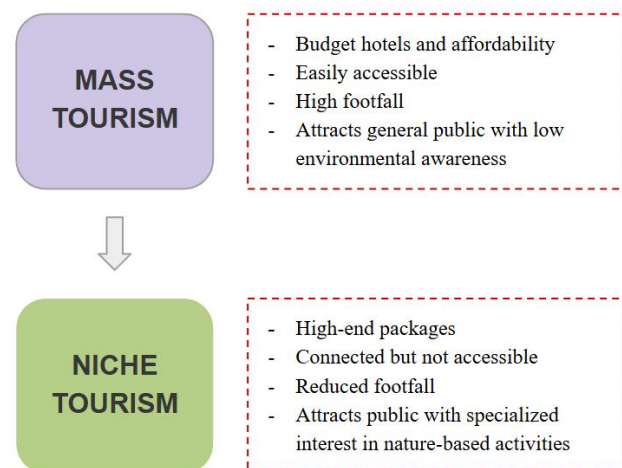 MASS
TOURISM
- Budget hotels and affordability
- Easily accessible
- High footfall
- Attracts general public with low
environmental awareness
NICHE
TOURISM
- High-end packages
- Connected but not accessible
- Reduced footfall
- Attracts public with specialized
interest in nature-based activities